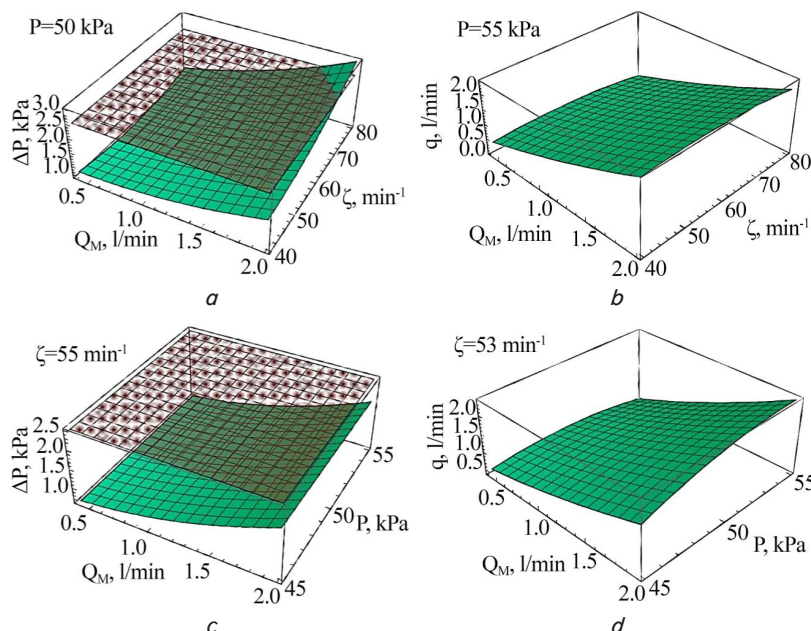 P=50 kPa
ΔP, kPa
3.0
2.5
2.0
1.5
1.0
0.5
1.0
1.5
2.0
Q_M, l/min
40
50
60
70
80
ζ, min⁻¹
a
P=55 kPa
q, l/min
2.0
1.5
1.0
0.5
0.0
0.5
1.0
1.5
2.0
Q_M, l/min
40
50
60
70
80
ζ, min⁻¹
b
ζ=55 min⁻¹
ΔP, kPa
2.5
2.0
1.5
1.0
0.5
1.0
1.5
2.0
Q_M, l/min
45
50
55
P, kPa
c
ζ=53 min⁻¹
q, l/min
2.0
1.5
1.0
0.5
0.5
1.0
1.5
2.0
Q_M, l/min
45
50
55
P, kPa
d